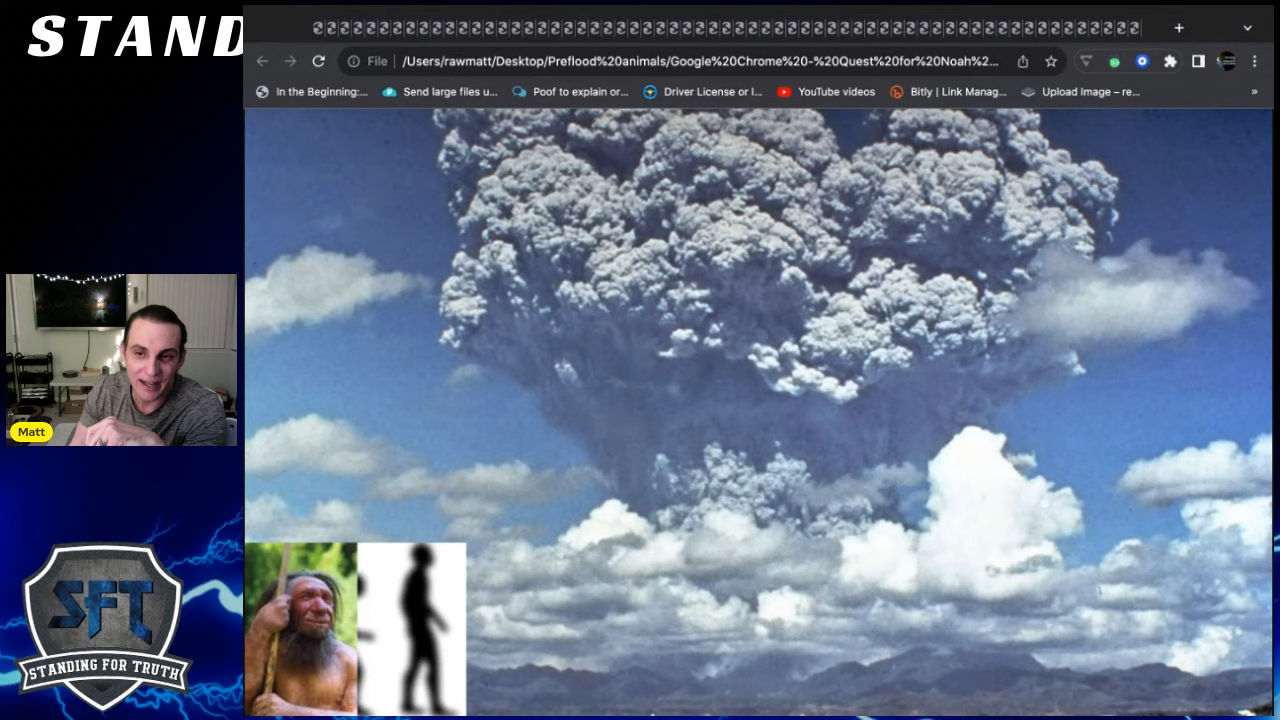 STAND
File /Users/rawmatt/Desktop/Preflood%20animals/Google%20Chrome%20-%20Quest%20for%20Noah%2...
In the Beginning:... Send large files u... Poof to explain or... Driver License or I... YouTube videos Bitly | Link Manag... Upload Image – re... »
Matt
SFT
STANDING FOR TRUTH